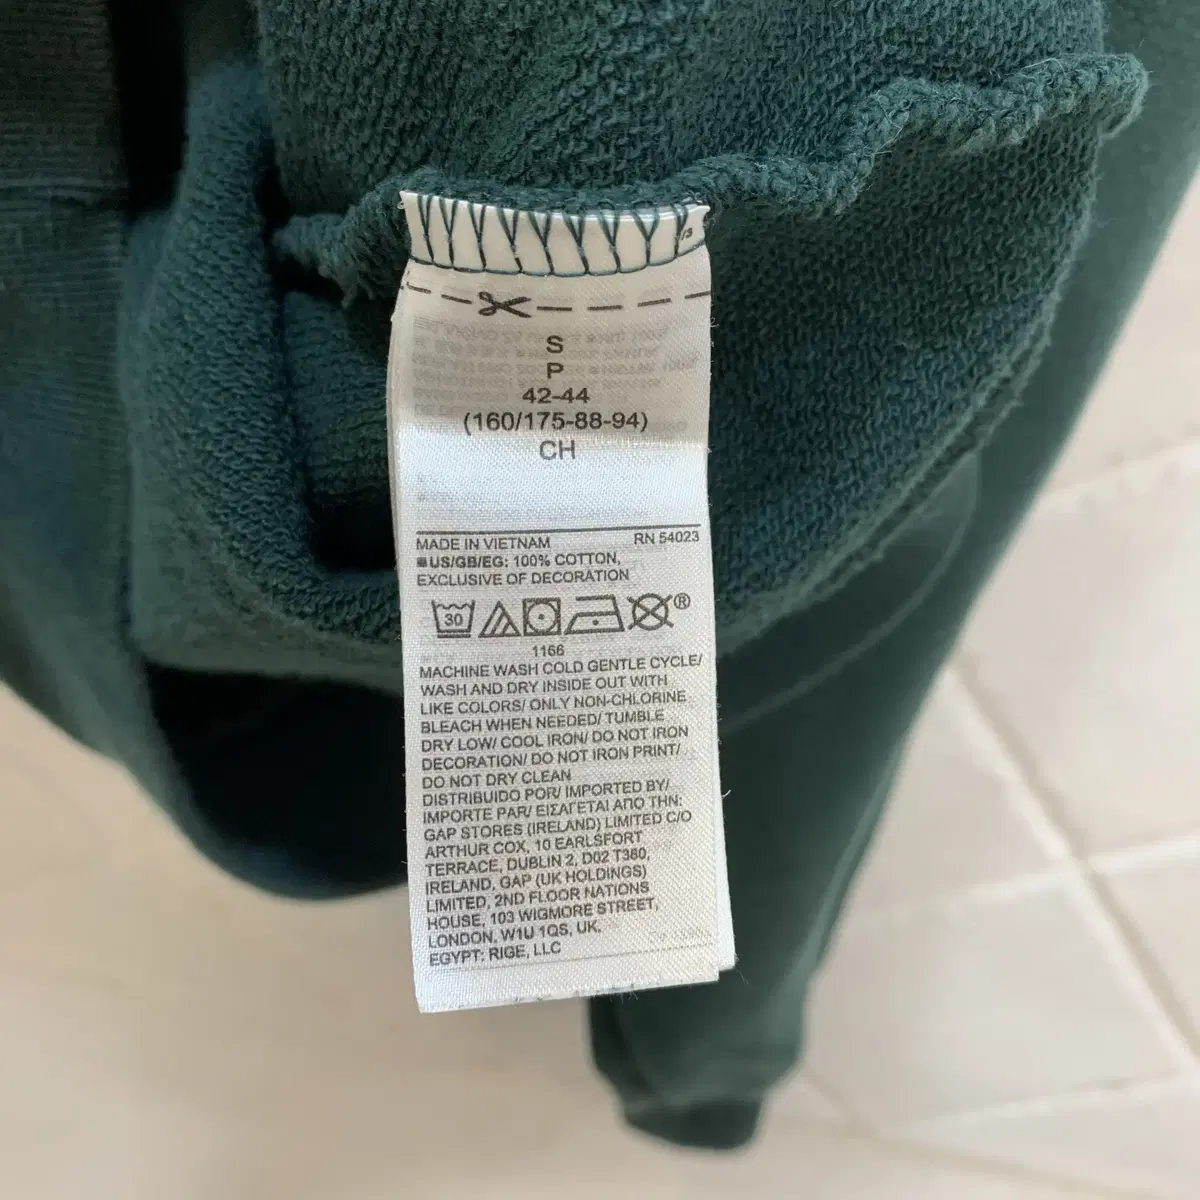 S
P
42-44
(160/175-88-94)
CH
MADE IN VIETNAM RN 54023
US/GB/EG: 100% COTTON,
EXCLUSIVE OF DECORATION
30 ®
1166
MACHINE WASH COLD GENTLE CYCLE/
WASH AND DRY INSIDE OUT WITH
LIKE COLORS/ ONLY NON-CHLORINE
BLEACH WHEN NEEDED/ TUMBLE
DRY LOW/ COOL IRON/ DO NOT IRON
DECORATION/ DO NOT IRON PRINT/
DO NOT DRY CLEAN
DISTRIBUIDO POR/ IMPORTED BY/
IMPORTE PAR/ ΕΙΣΑΓΕΤΑΙ ΑΠΟ ΤΗΝ:
GAP STORES (IRELAND) LIMITED C/O
ARTHUR COX, 10 EARLSFORT
TERRACE, DUBLIN 2, D02 T380,
IRELAND, GAP (UK HOLDINGS)
LIMITED, 2ND FLOOR NATIONS
HOUSE, 103 WIGMORE STREET,
LONDON, W1U 1QS, UK,
EGYPT: RIGE, LLC